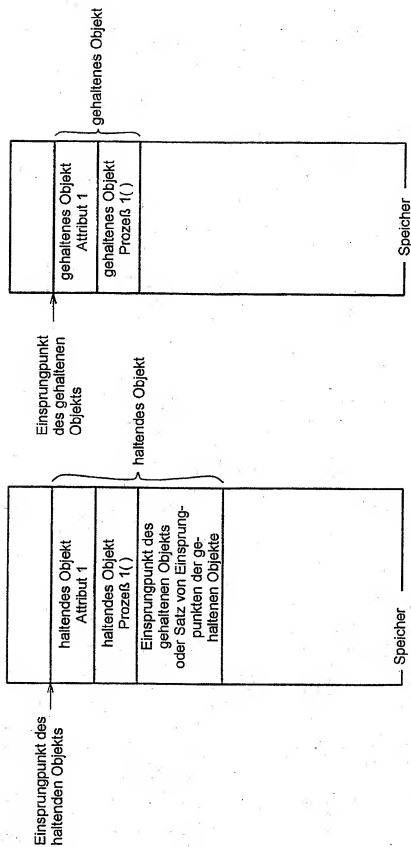 Einsprungpunkt des
haltenden Objekts
haltendes Objekt
Attribut 1
haltendes Objekt
Prozeß 1( )
Einsprungpunkt des
gehaltenen Objekts
oder Satz von Einsprung-
punkten der ge-
haltenen Objekte
haltendes Objekt
Speicher
Einsprungpunkt
des gehaltenen
Objekts
gehaltenes Objekt
Attribut 1
gehaltenes Objekt
Prozeß 1( )
gehaltenes Objekt
Speicher